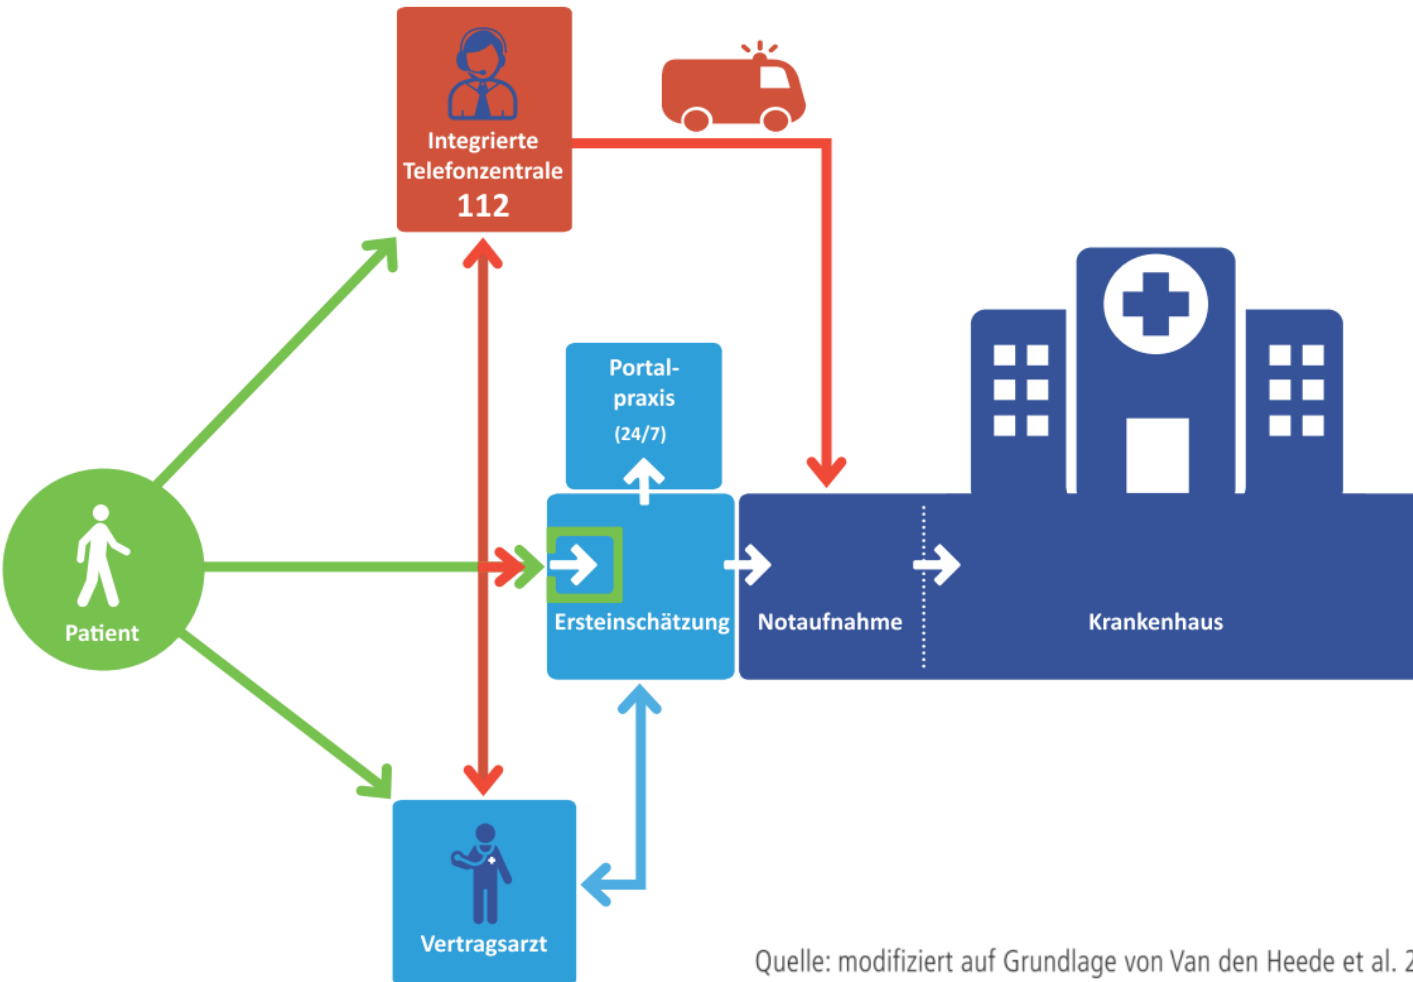 Integrierte
Telefonzentrale
112
Portal-
praxis
(24/7)
Patient
Ersteinschätzung
Notaufnahme
Krankenhaus
Vertragsarzt
Quelle: modifiziert auf Grundlage von Van den Heede et al. 2